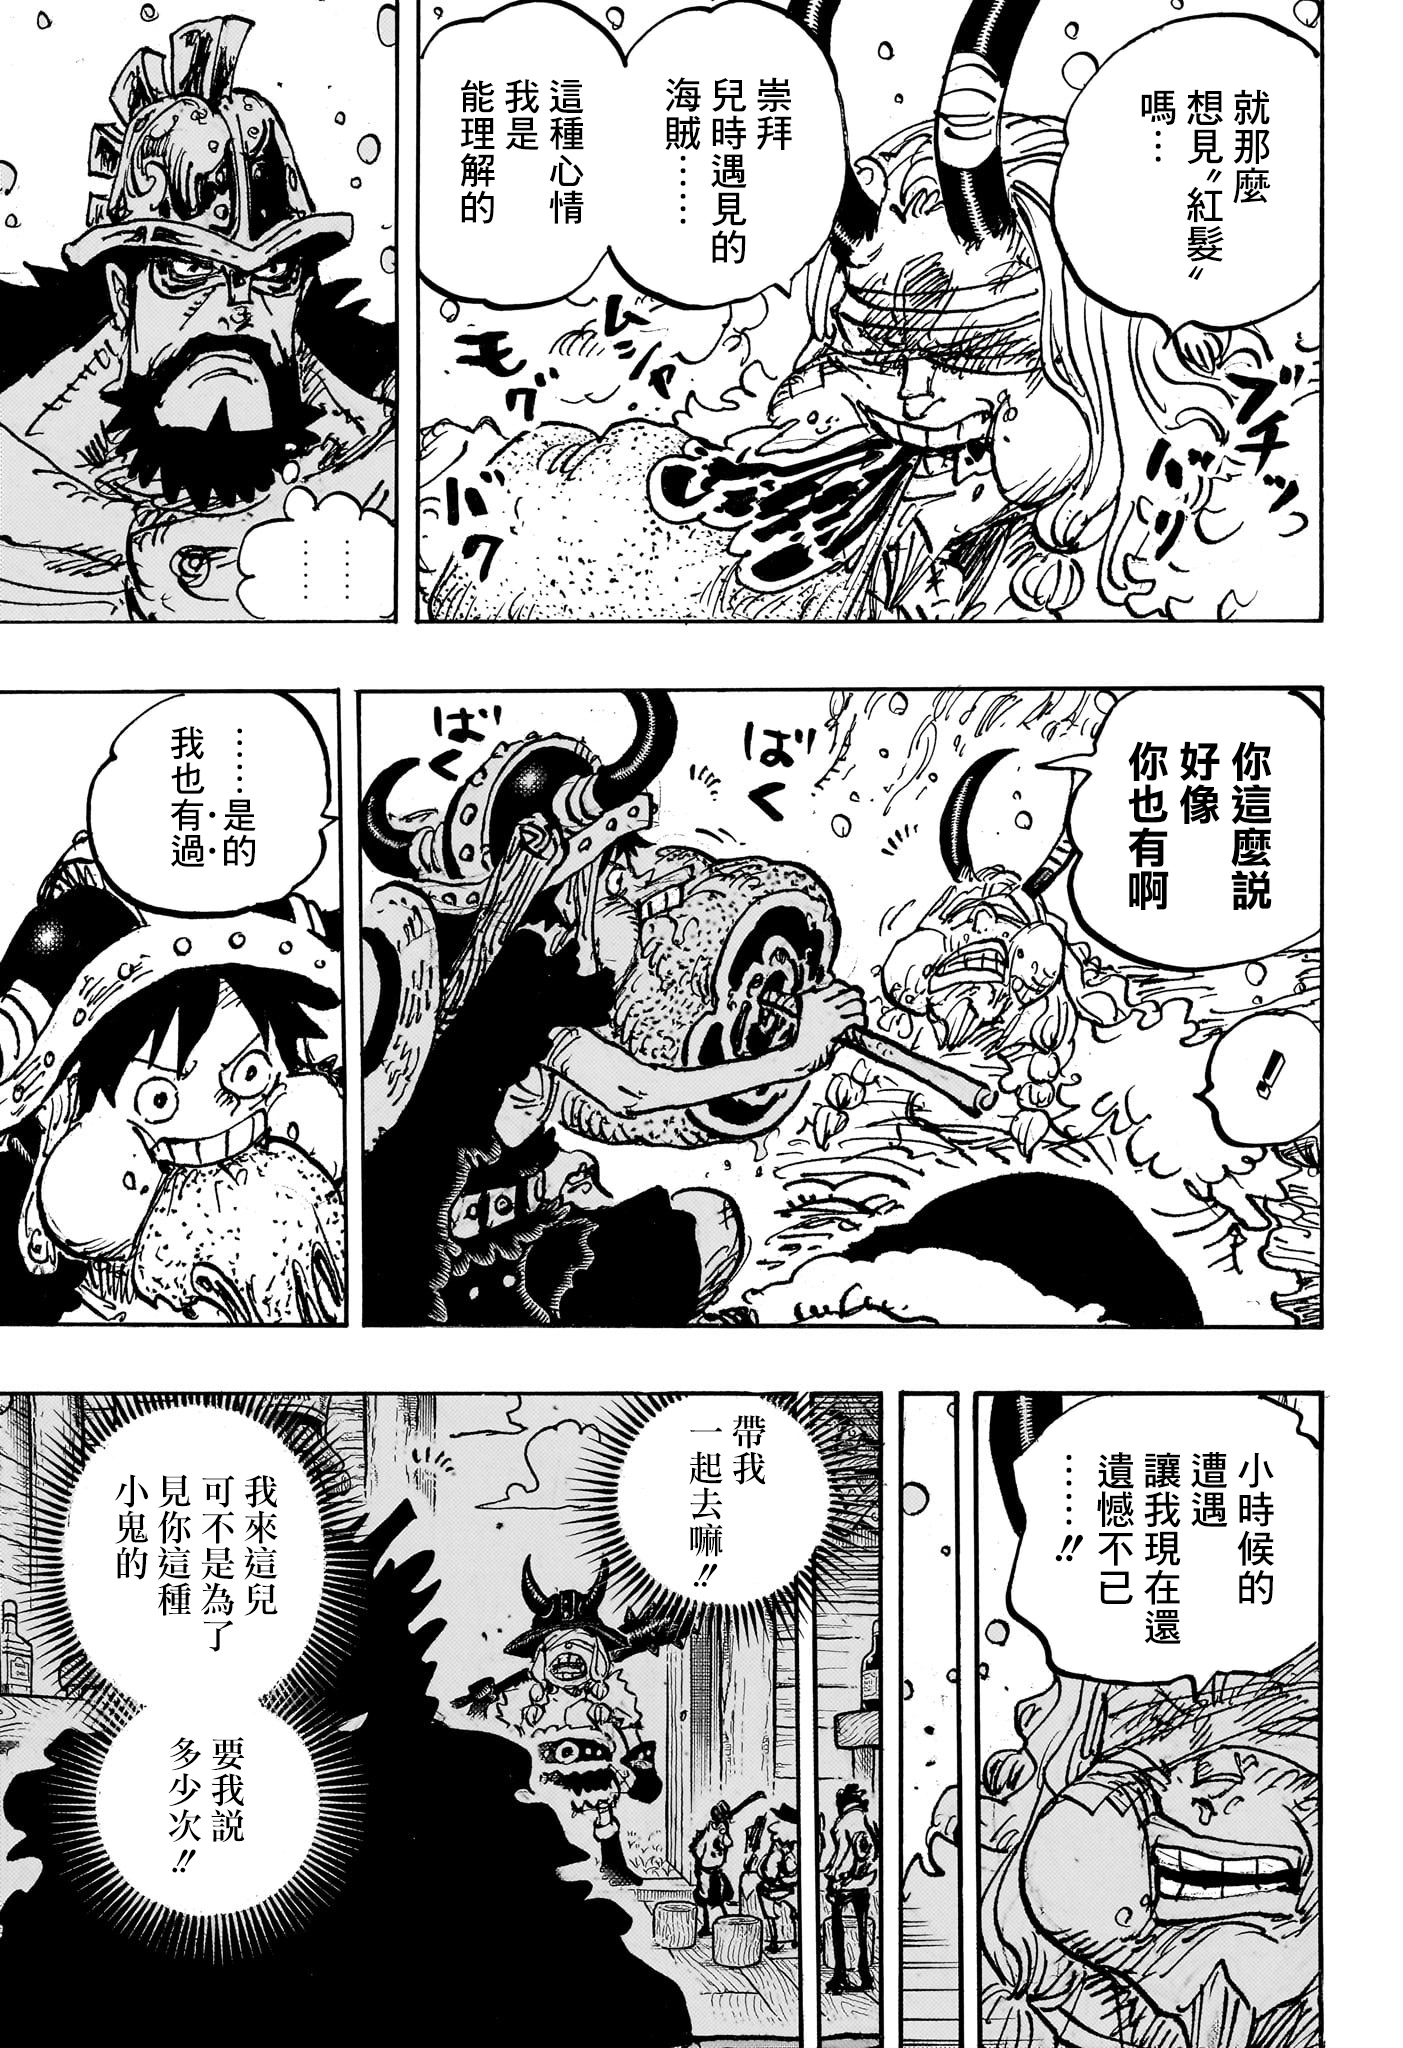 就那麼
想見〝紅髮〞
嗎…
崇拜
兒時遇見的
海賊……
這種心情
我是
能理解的
ブチッ
バリ
ムシャ
モグ
バク
……
……
你這麼説
好像
你也有啊
!
ばく
ばく
……是的
我也有過
小時候的
遭遇
讓我現在還
遺憾不已
……!!
帶我
一起去嘛!!
我來這兒
可不是為了
見你這種
小鬼的
要我説
多少次!!